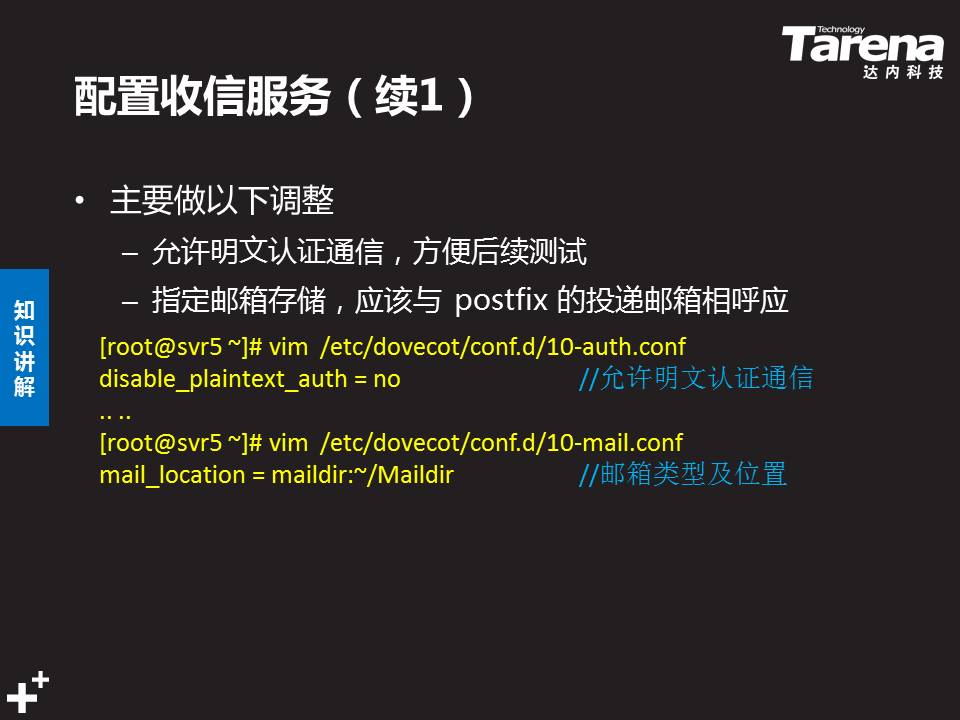 Technology
Tarena
达内科技
配置收信服务（续1）
• 主要做以下调整
– 允许明文认证通信，方便后续测试
– 指定邮箱存储，应该与 postfix 的投递邮箱相呼应
知识讲解
[root@svr5 ~]# vim /etc/dovecot/conf.d/10-auth.conf
disable_plaintext_auth = no //允许明文认证通信
.. ..
[root@svr5 ~]# vim /etc/dovecot/conf.d/10-mail.conf
mail_location = maildir:~/Maildir //邮箱类型及位置